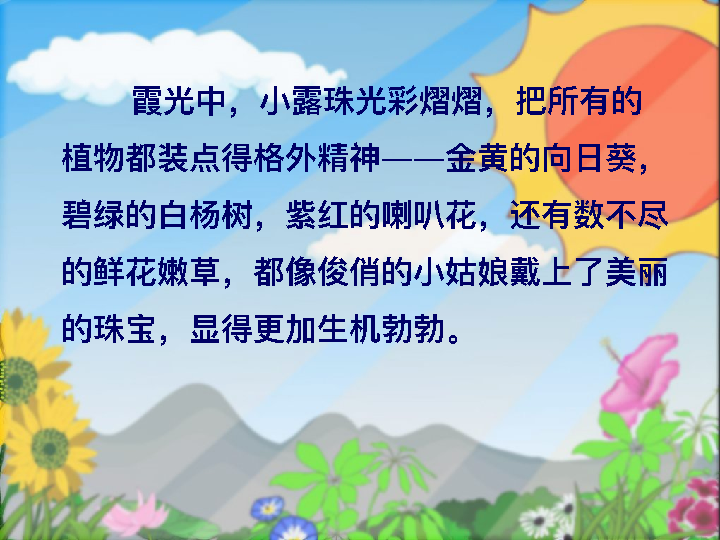 霞光中，小露珠光彩熠熠，把所有的
植物都装点得格外精神——金黄的向日葵，
碧绿的白杨树，紫红的喇叭花，还有数不尽
的鲜花嫩草，都像俊俏的小姑娘戴上了美丽
的珠宝，显得更加生机勃勃。